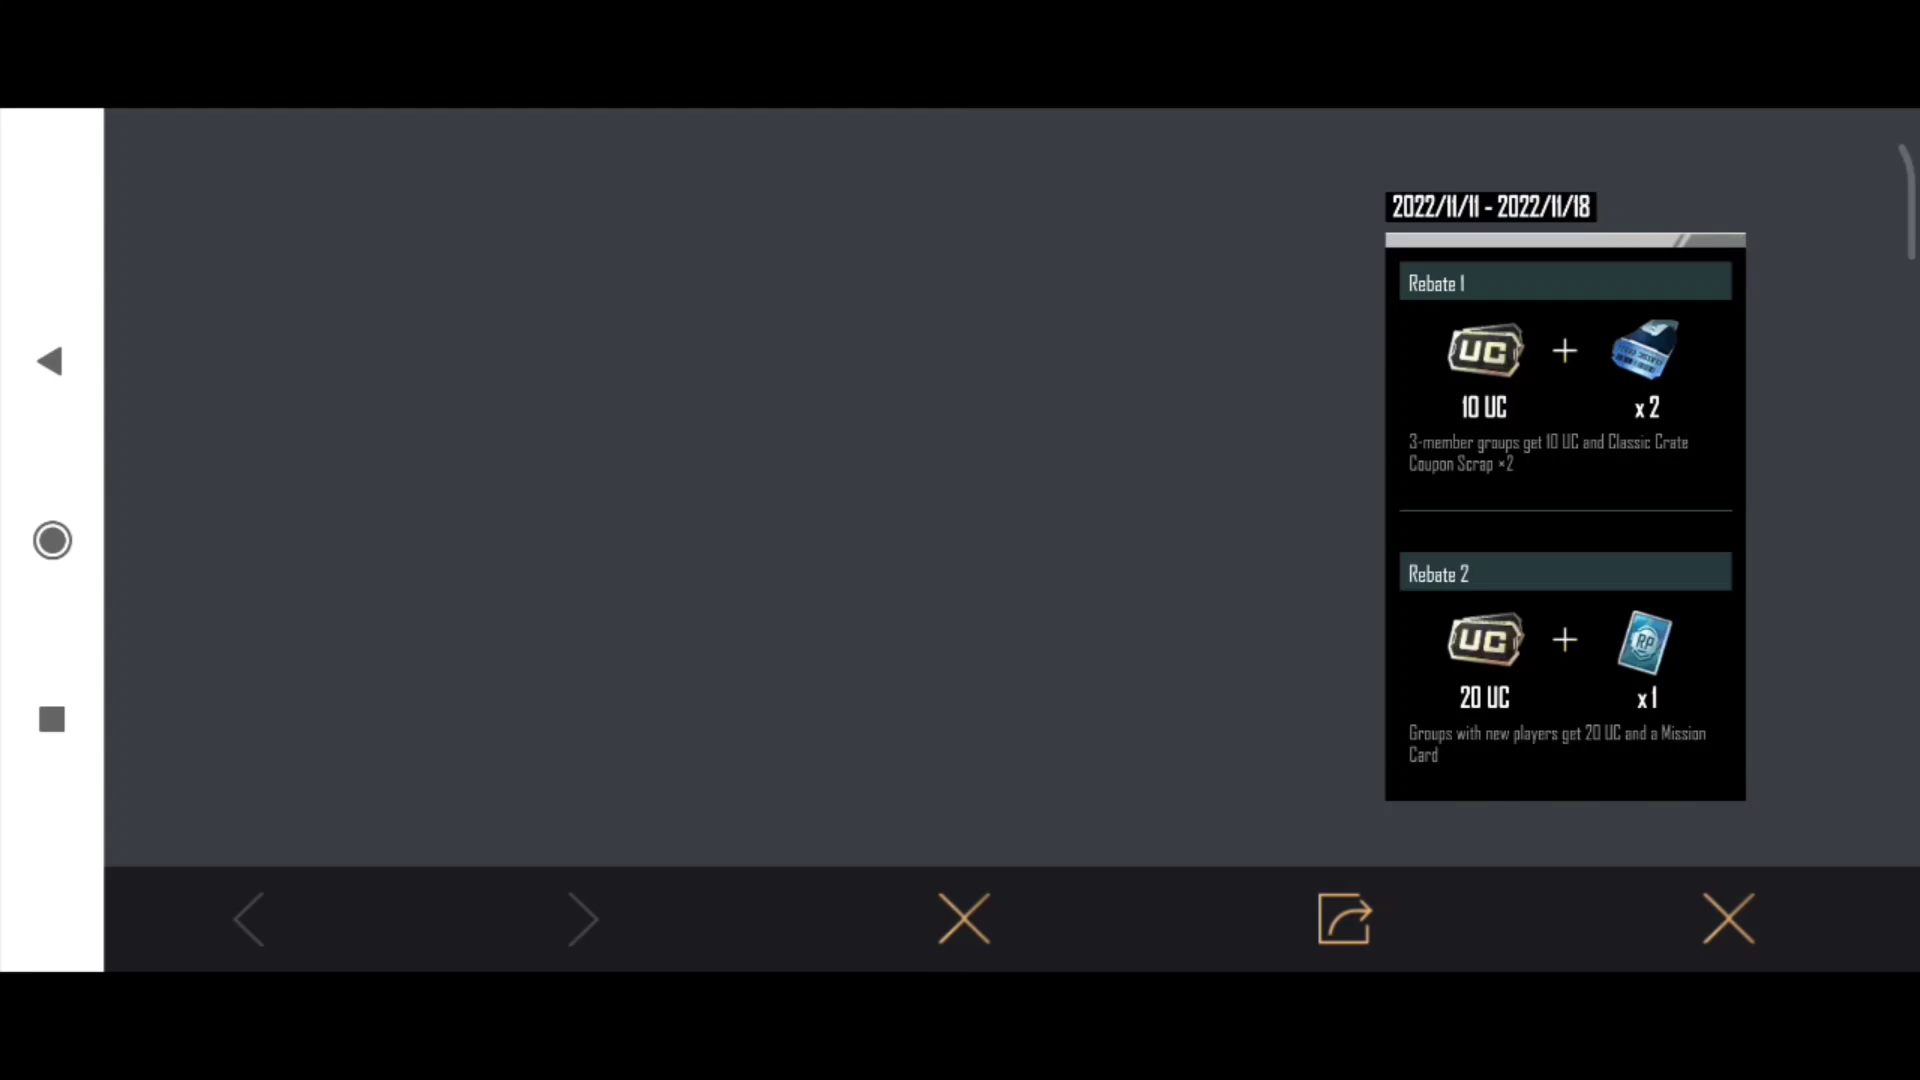 2022/11/11 - 2022/11/18
Rebate 1
UC
10 UC
x 2
3-member groups get 10 UC and Classic Crate
Coupon Scrap ×2
Rebate 2
UC
RP
20 UC
x 1
Groups with new players get 20 UC and a Mission
Card